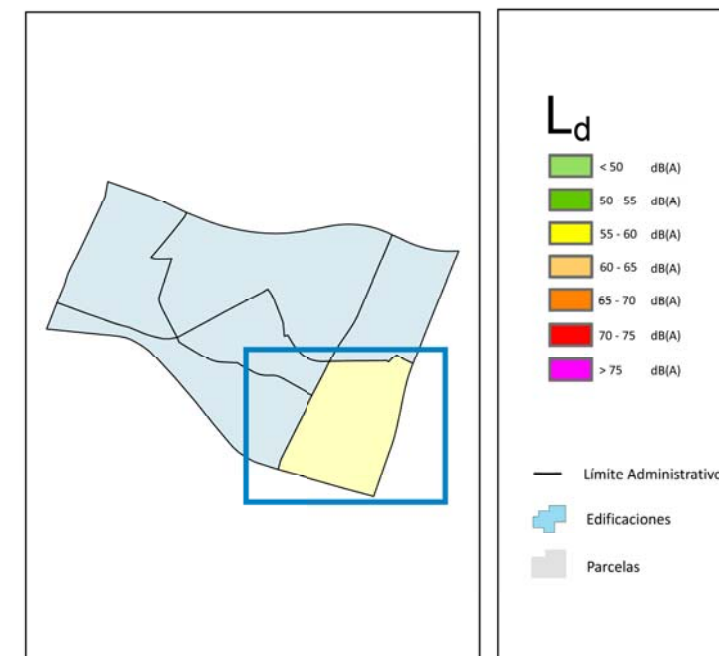 Ld
< 50 dB(A)
50 - 55 dB(A)
55 - 60 dB(A)
60 - 65 dB(A)
65 - 70 dB(A)
70 - 75 dB(A)
> 75 dB(A)
Límite Administrativo
Edificaciones
Parcelas